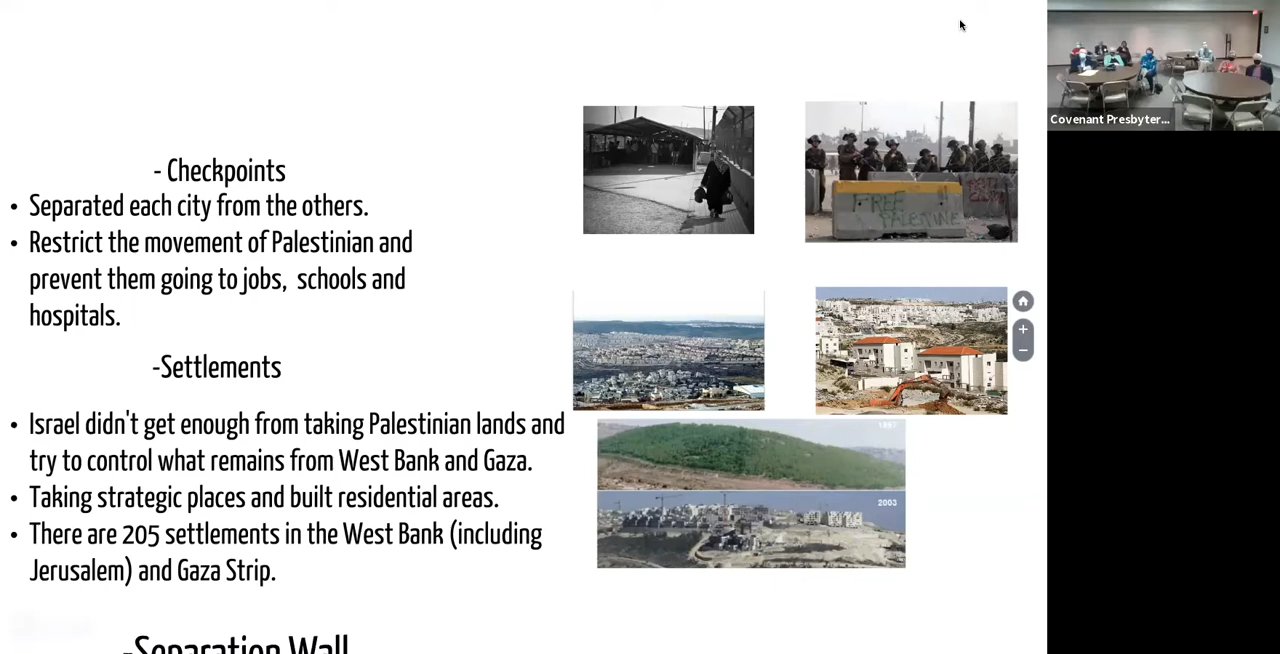 Covenant Presbyter...
- Checkpoints
• Separated each city from the others.
• Restrict the movement of Palestinian and
prevent them going to jobs, schools and
hospitals.
FREE
PALESTINE
-Settlements
• Israel didn't get enough from taking Palestinian lands and
try to control what remains from West Bank and Gaza.
• Taking strategic places and built residential areas.
• There are 205 settlements in the West Bank (including
Jerusalem) and Gaza Strip.
2003
-Separation Wall